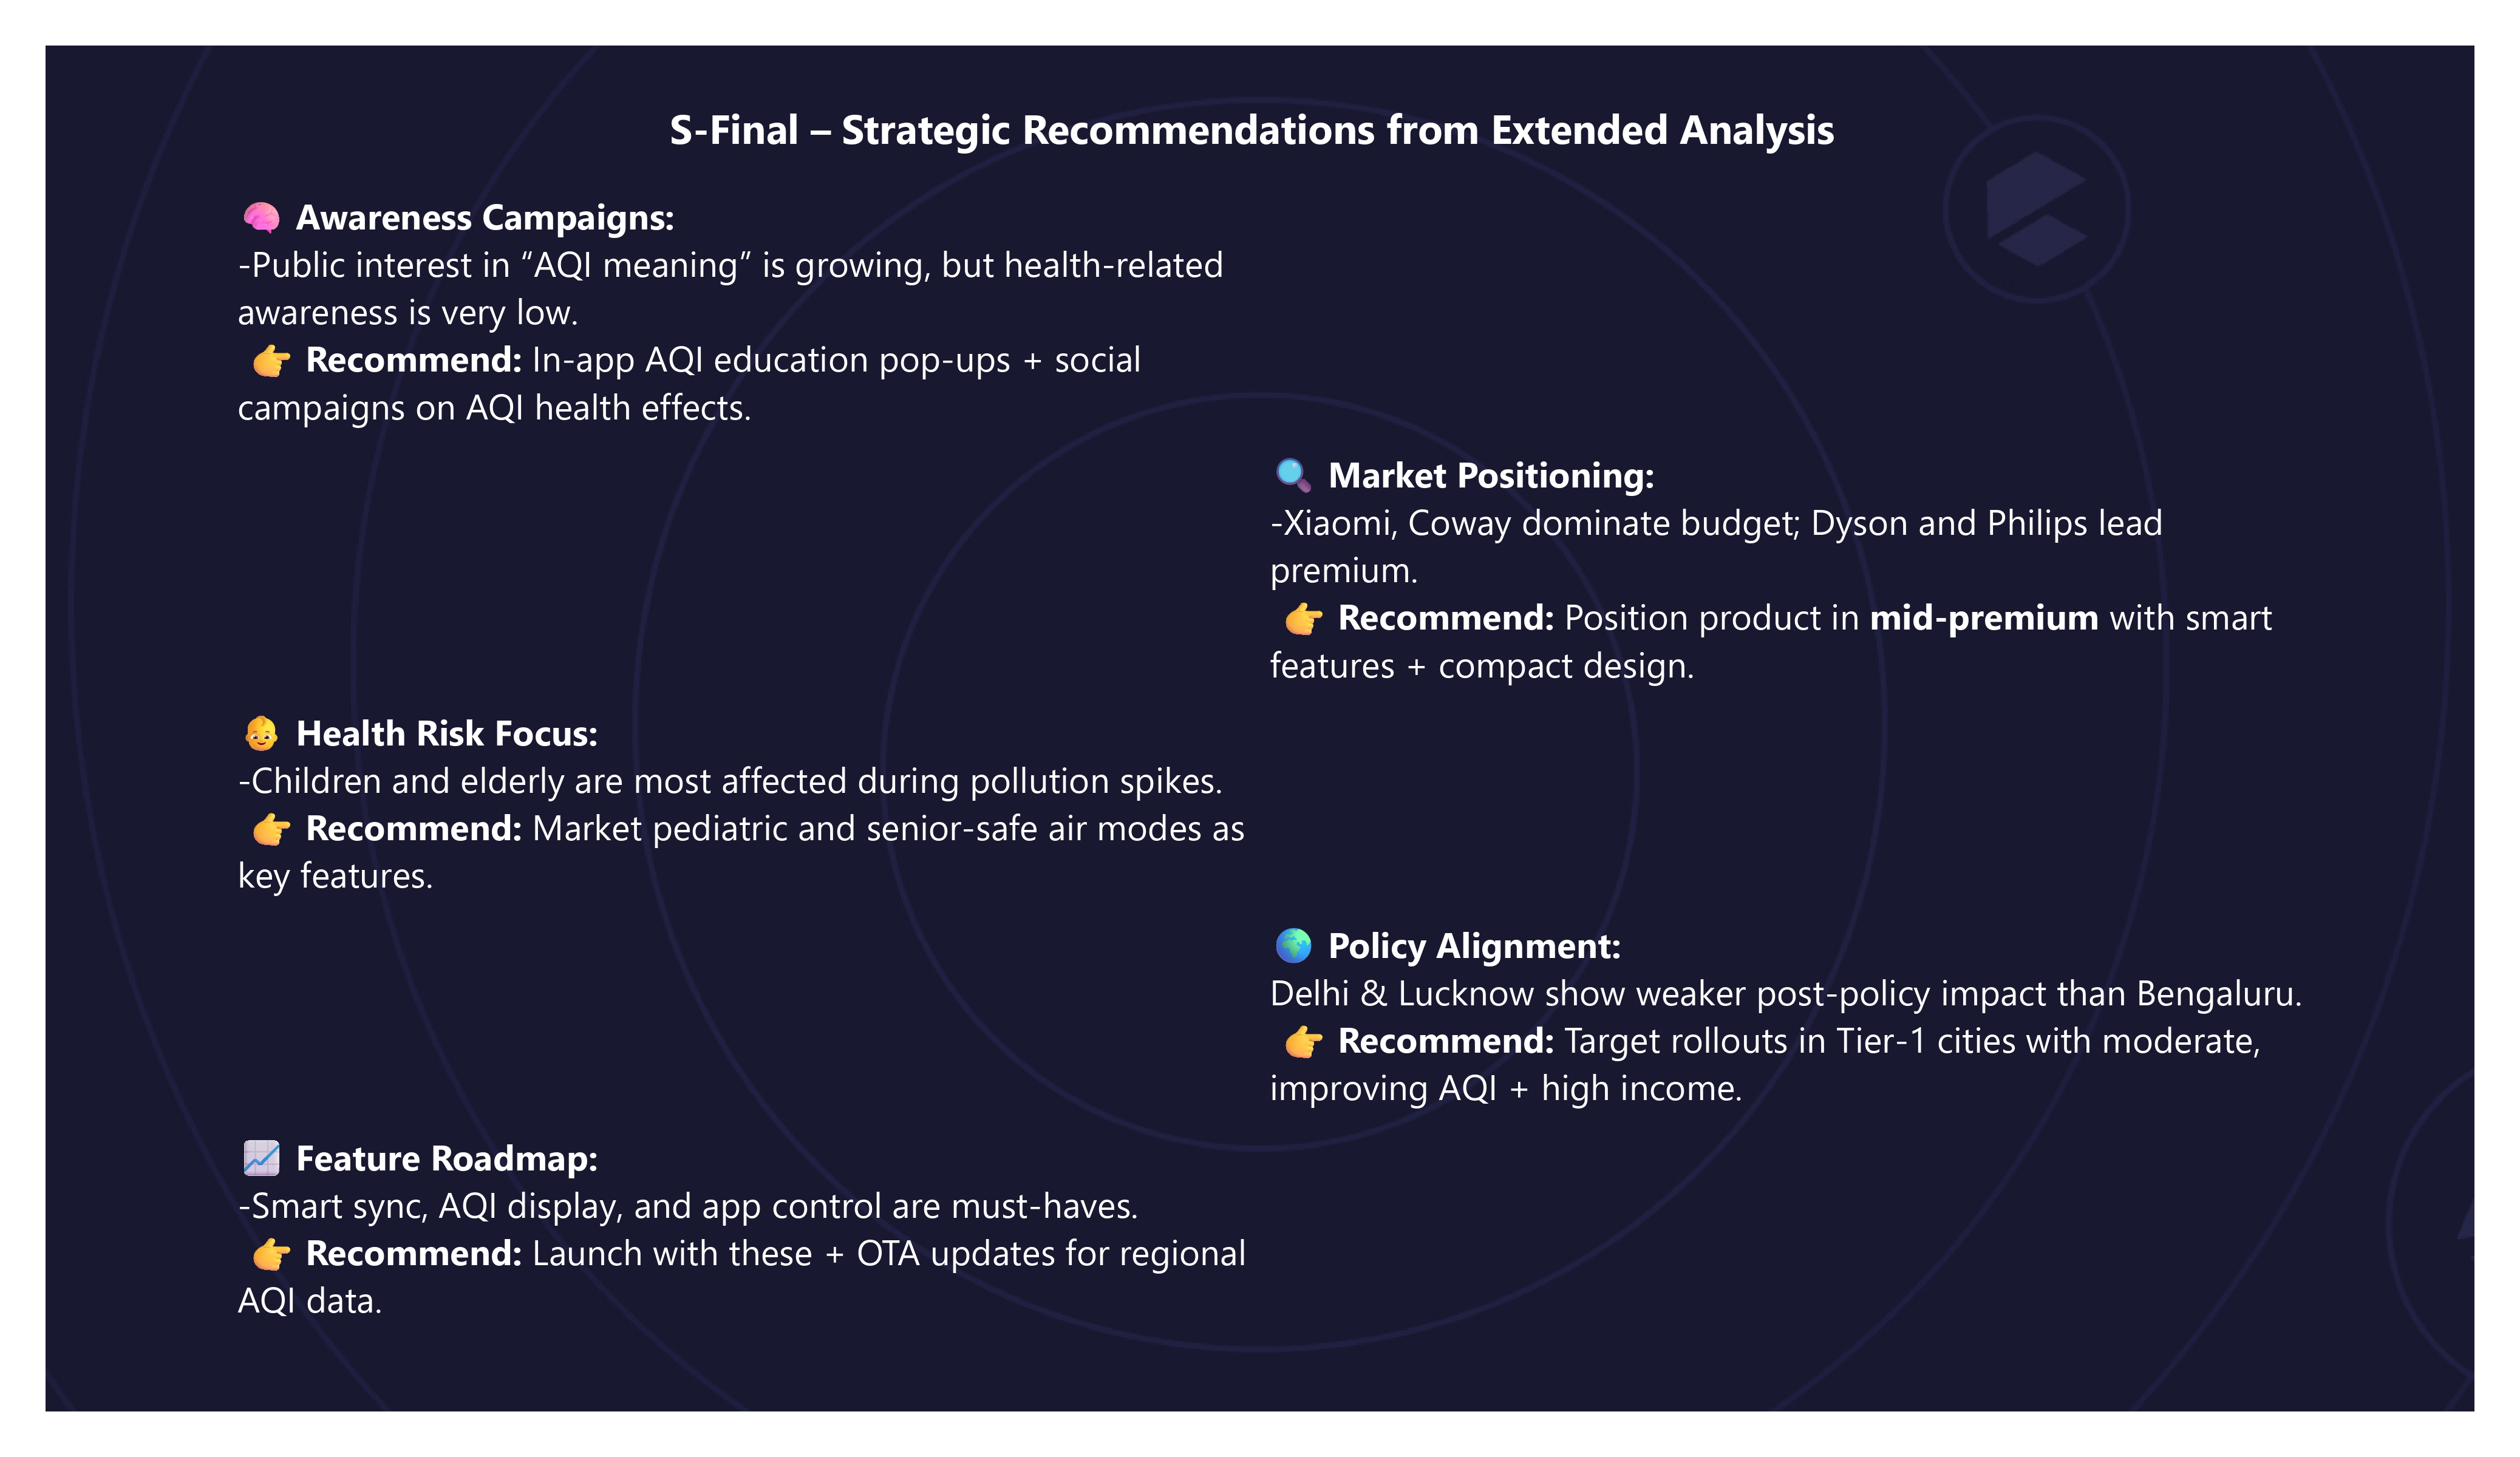 S-Final – Strategic Recommendations from Extended Analysis
🧠 Awareness Campaigns:
-Public interest in “AQI meaning” is growing, but health-related
awareness is very low.
👉 Recommend: In-app AQI education pop-ups + social
campaigns on AQI health effects.
🔍 Market Positioning:
-Xiaomi, Coway dominate budget; Dyson and Philips lead
premium.
👉 Recommend: Position product in mid-premium with smart
features + compact design.
👶 Health Risk Focus:
-Children and elderly are most affected during pollution spikes.
👉 Recommend: Market pediatric and senior-safe air modes as
key features.
🌍 Policy Alignment:
Delhi & Lucknow show weaker post-policy impact than Bengaluru.
👉 Recommend: Target rollouts in Tier-1 cities with moderate,
improving AQI + high income.
📈 Feature Roadmap:
-Smart sync, AQI display, and app control are must-haves.
👉 Recommend: Launch with these + OTA updates for regional
AQI data.